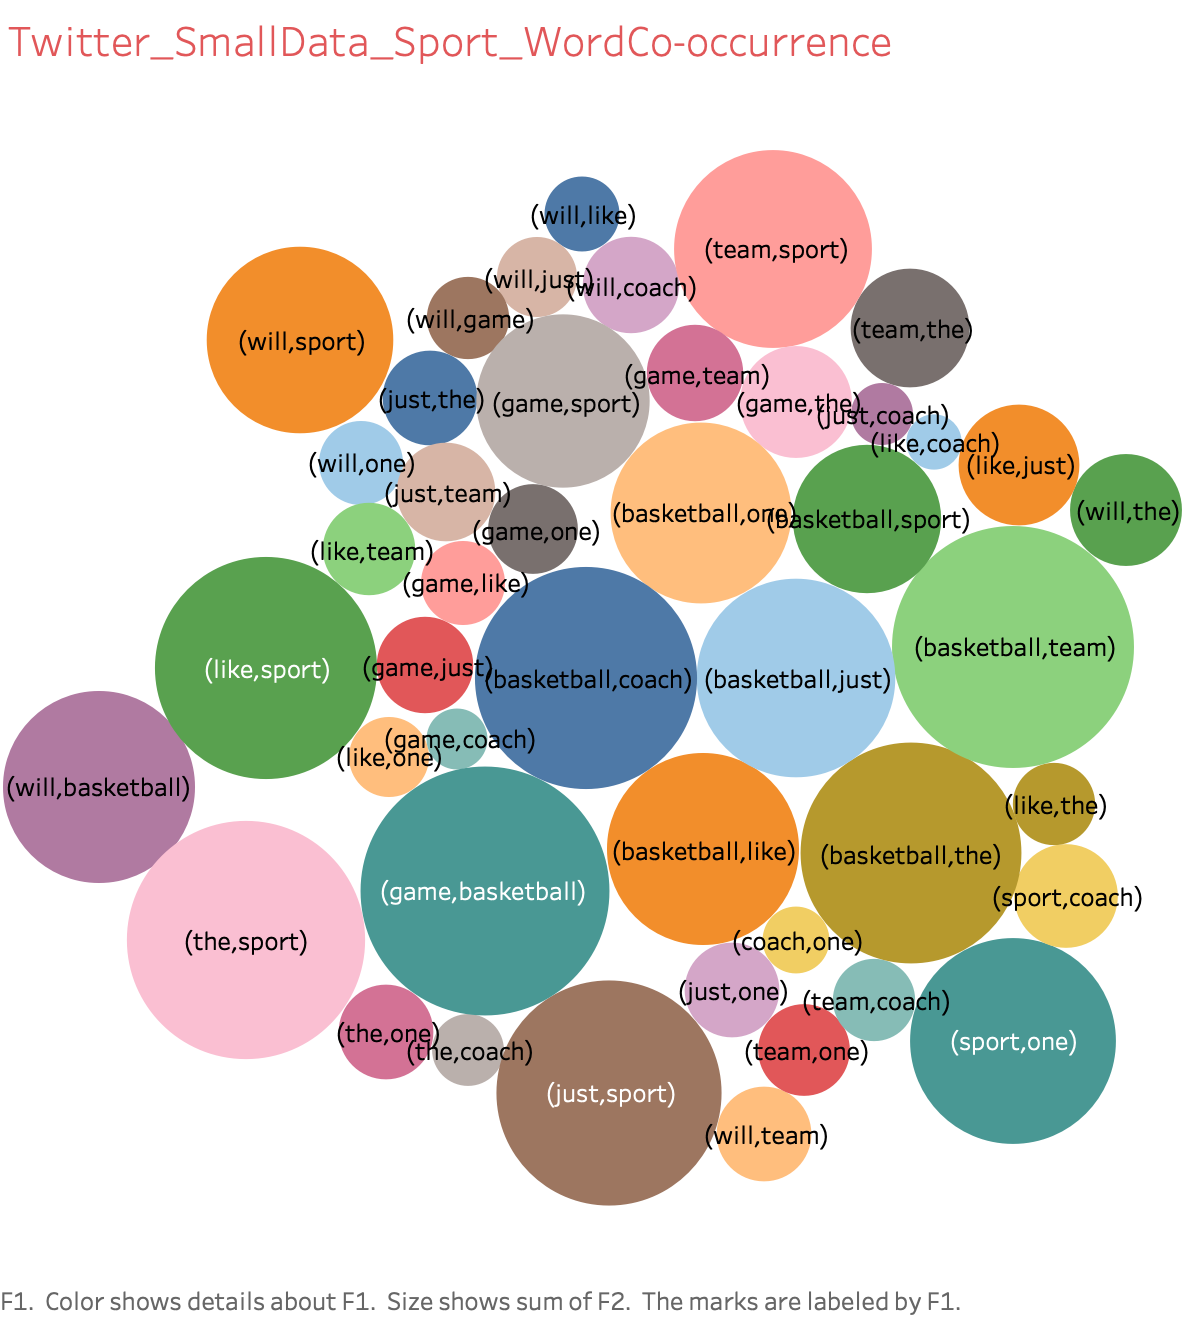 Twitter_SmallData_Sport_WordCo-occurrence
(will,like)
(team,sport)
(will,just)
(will,coach)
(will,game)
(team,the)
(will,sport)
(game,team)
(just,the)
(game,sport)
(game,the)
(just,coach)
(like,coach)
(will,one)
(like,just)
(just,team)
(will,the)
(basketball,one)
(basketball,sport)
(game,one)
(like,team)
(game,like)
(basketball,team)
(like,sport)
(game,just)
(basketball,coach)
(basketball,just)
(game,coach)
(like,one)
(will,basketball)
(like,the)
(basketball,like)
(basketball,the)
(game,basketball)
(sport,coach)
(the,sport)
(coach,one)
(just,one)
(team,coach)
(the,one)
(the,coach)
(team,one)
(sport,one)
(just,sport)
(will,team)
F1.  Color shows details about F1.  Size shows sum of F2.  The marks are labeled by F1.